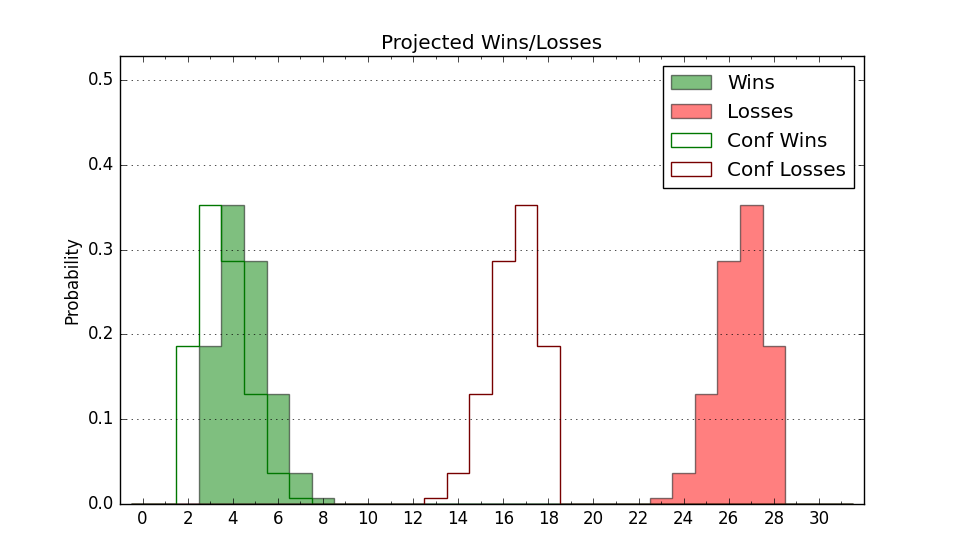 Projected Wins/Losses
Wins
Losses
Conf Wins
Conf Losses
Probability
0.5
0.4
0.3
0.2
0.1
0.0
0 2 4 6 8 10 12 14 16 18 20 22 24 26 28 30